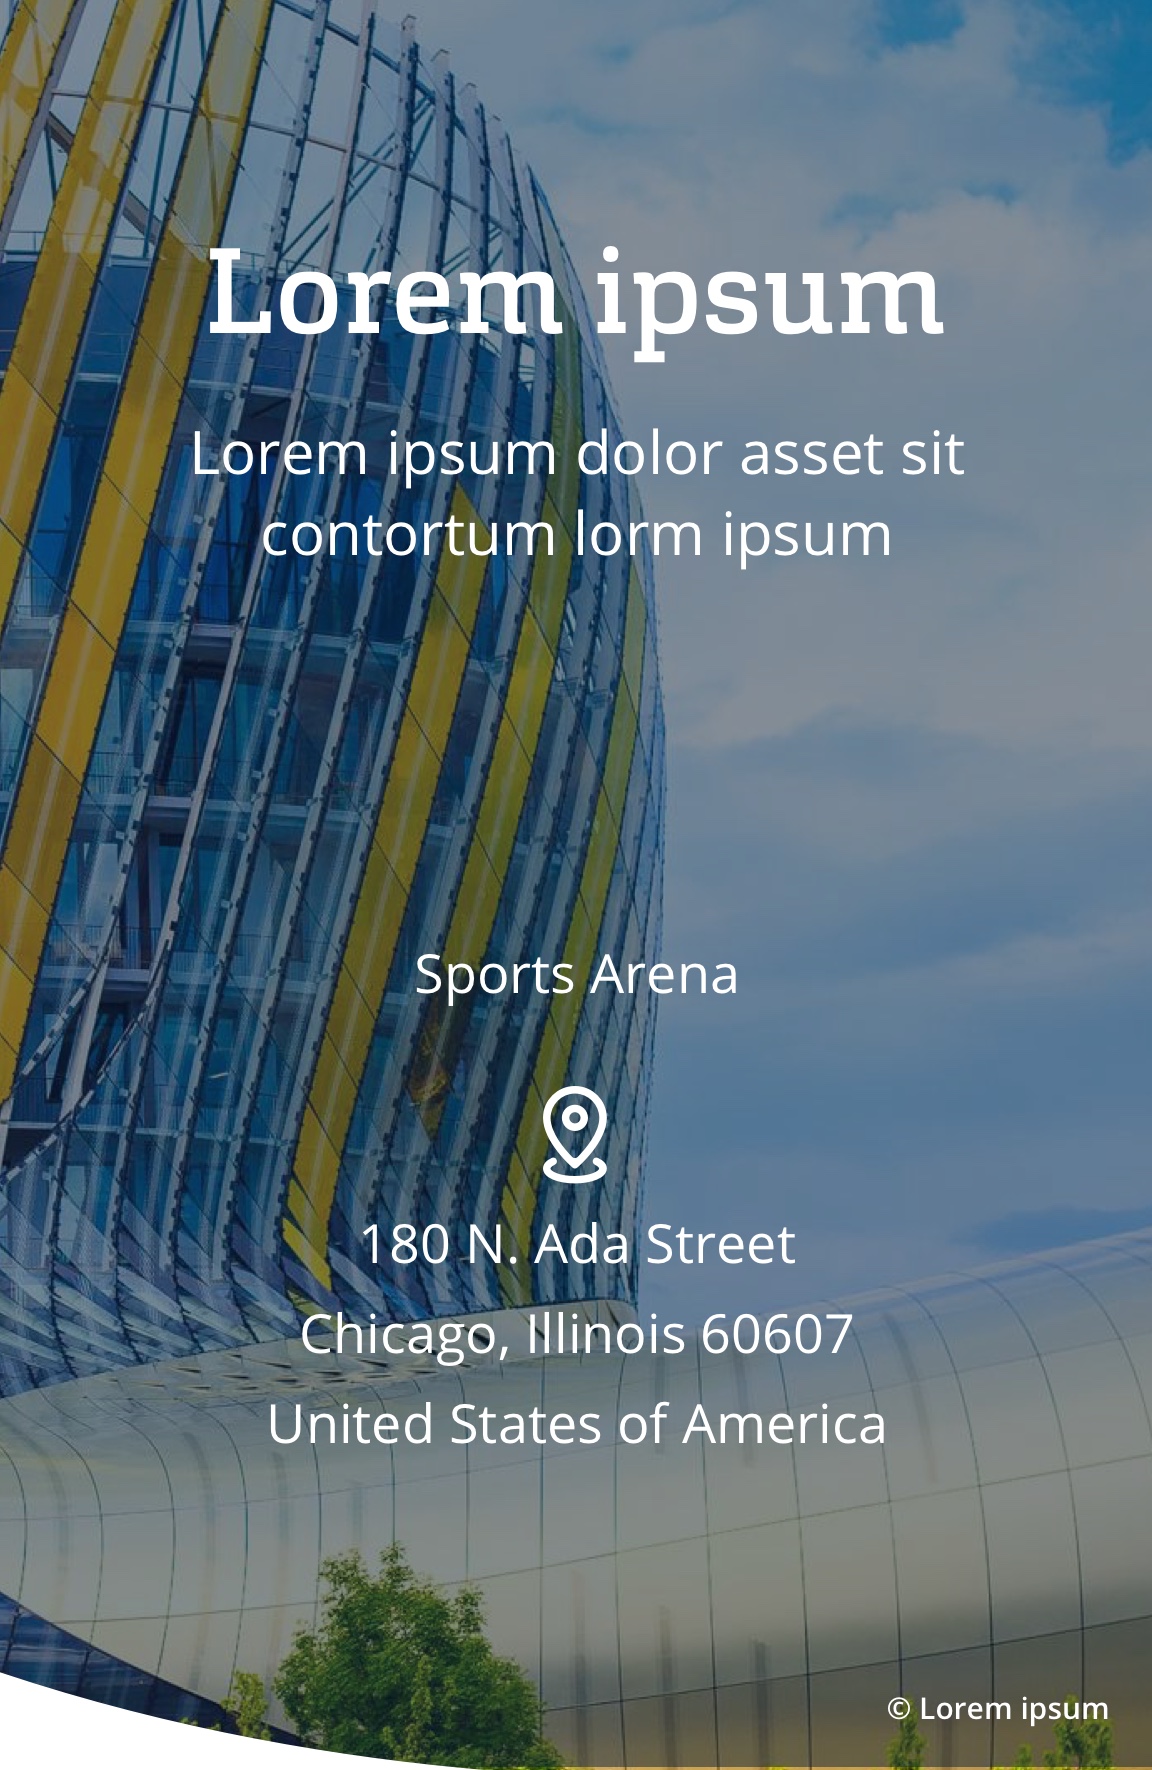 Lorem ipsum
Lorem ipsum dolor asset sit
contortum lorm ipsum
Sports Arena
180 N. Ada Street
Chicago, Illinois 60607
United States of America
© Lorem ipsum